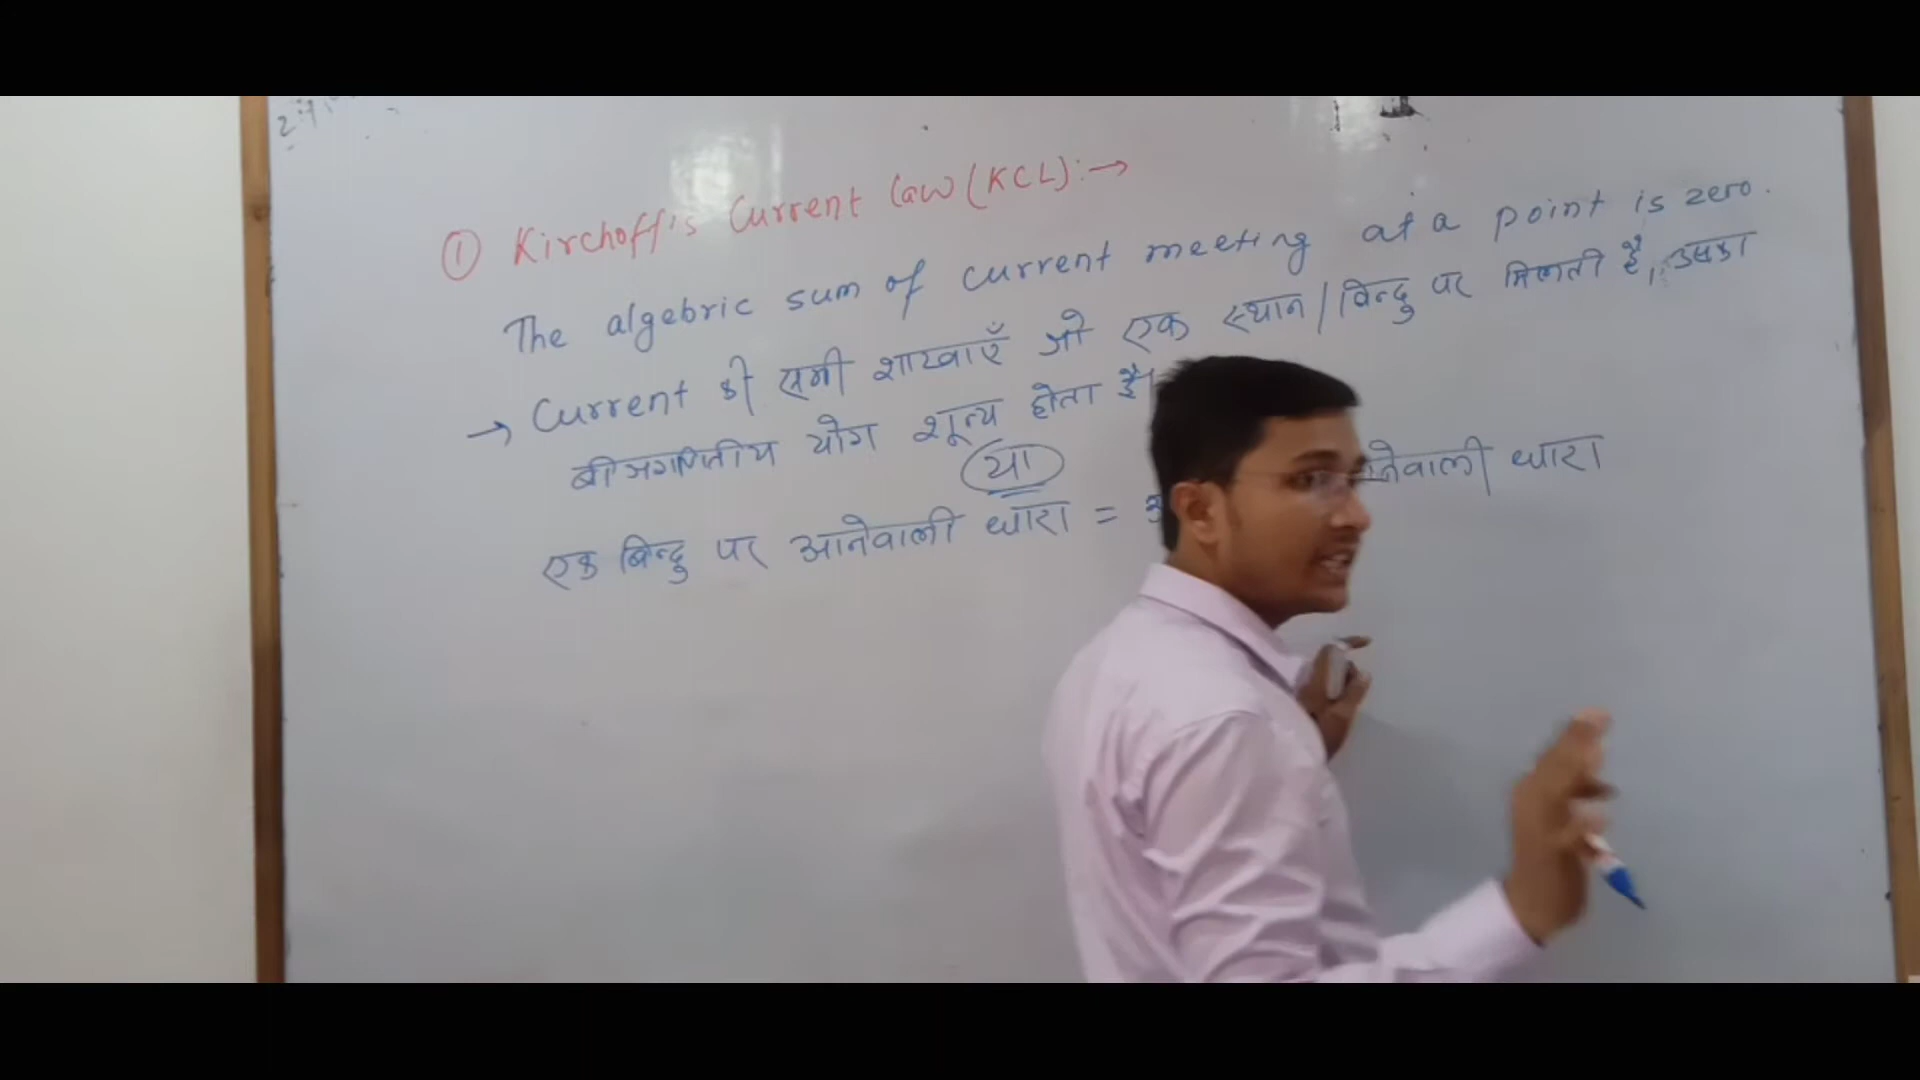 ① Kirchoff's Current Law (KCL):→
The algebric sum of current meeting at a point is zero.
→ Current की सभी शाखाएँ जो एक स्थान / बिन्दु पर मिलती है, उसका
बीजगणितीय योग शून्य होता है।
या
एक बिन्दु पर आनेवाली धारा = धारा